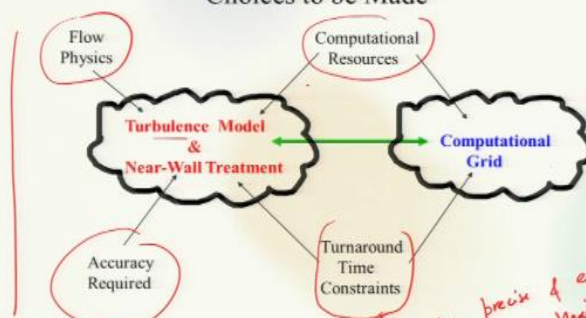 Choices to be Made
Flow
Physics
Computational
Resources
Turbulence Model
&
Near-Wall Treatment
Computational
Grid
Accuracy
Required
Turnaround
Time
Constraints
precise &